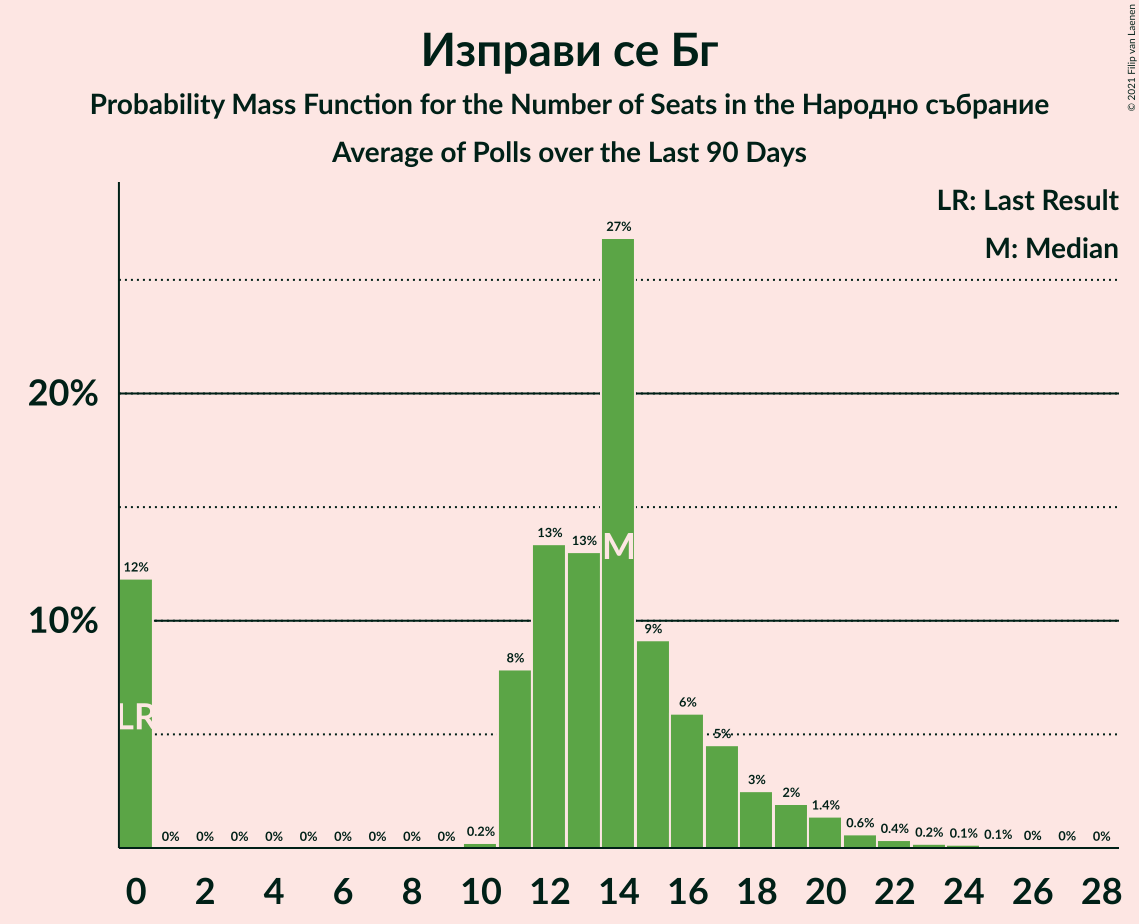 Изправи се Бг
Probability Mass Function for the Number of Seats in the Народно събрание
Average of Polls over the Last 90 Days
© 2021 Filip van Laenen
LR: Last Result
M: Median
27%
20%
13%
13%
M
12%
10%
9%
8%
6%
LR
5%
3%
2%
1.4%
0.6%
0.4%
0% 0% 0% 0% 0% 0% 0% 0% 0% 0.2% 0.2% 0.1% 0.1% 0% 0% 0%
0 2 4 6 8 10 12 14 16 18 20 22 24 26 28